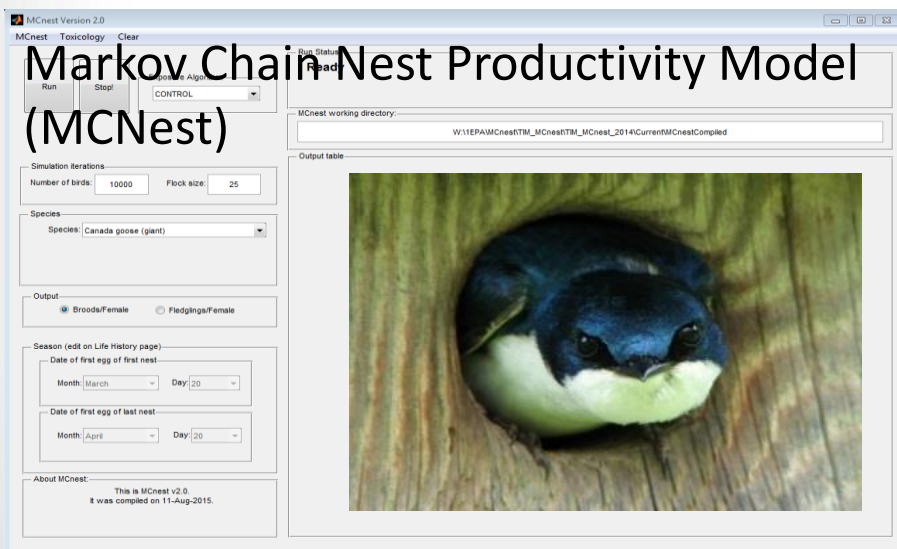 MCnest Version 2.0
MCnest Toxicology Clear
Markov Chain Nest Productivity Model
(MCNest)
Run
Stop!
Exposure Algorithm
CONTROL
Run Status
Ready
MCnest working directory:
W:\1EPA\MCnest\TIM_MCnest\TIM_MCnest_2014\Current\MCnestCompiled
Simulation iterations
Number of birds: 10000 Flock size: 25
Species
Species: Canada goose (giant)
Output
Broods/Female Fledglings/Female
Season (edit on Life History page)
Date of first egg of first nest
Month: March Day: 20
Date of first egg of last nest
Month: April Day: 20
About MCnest:
This is MCnest v2.0.
It was compiled on 11-Aug-2015.
Output table